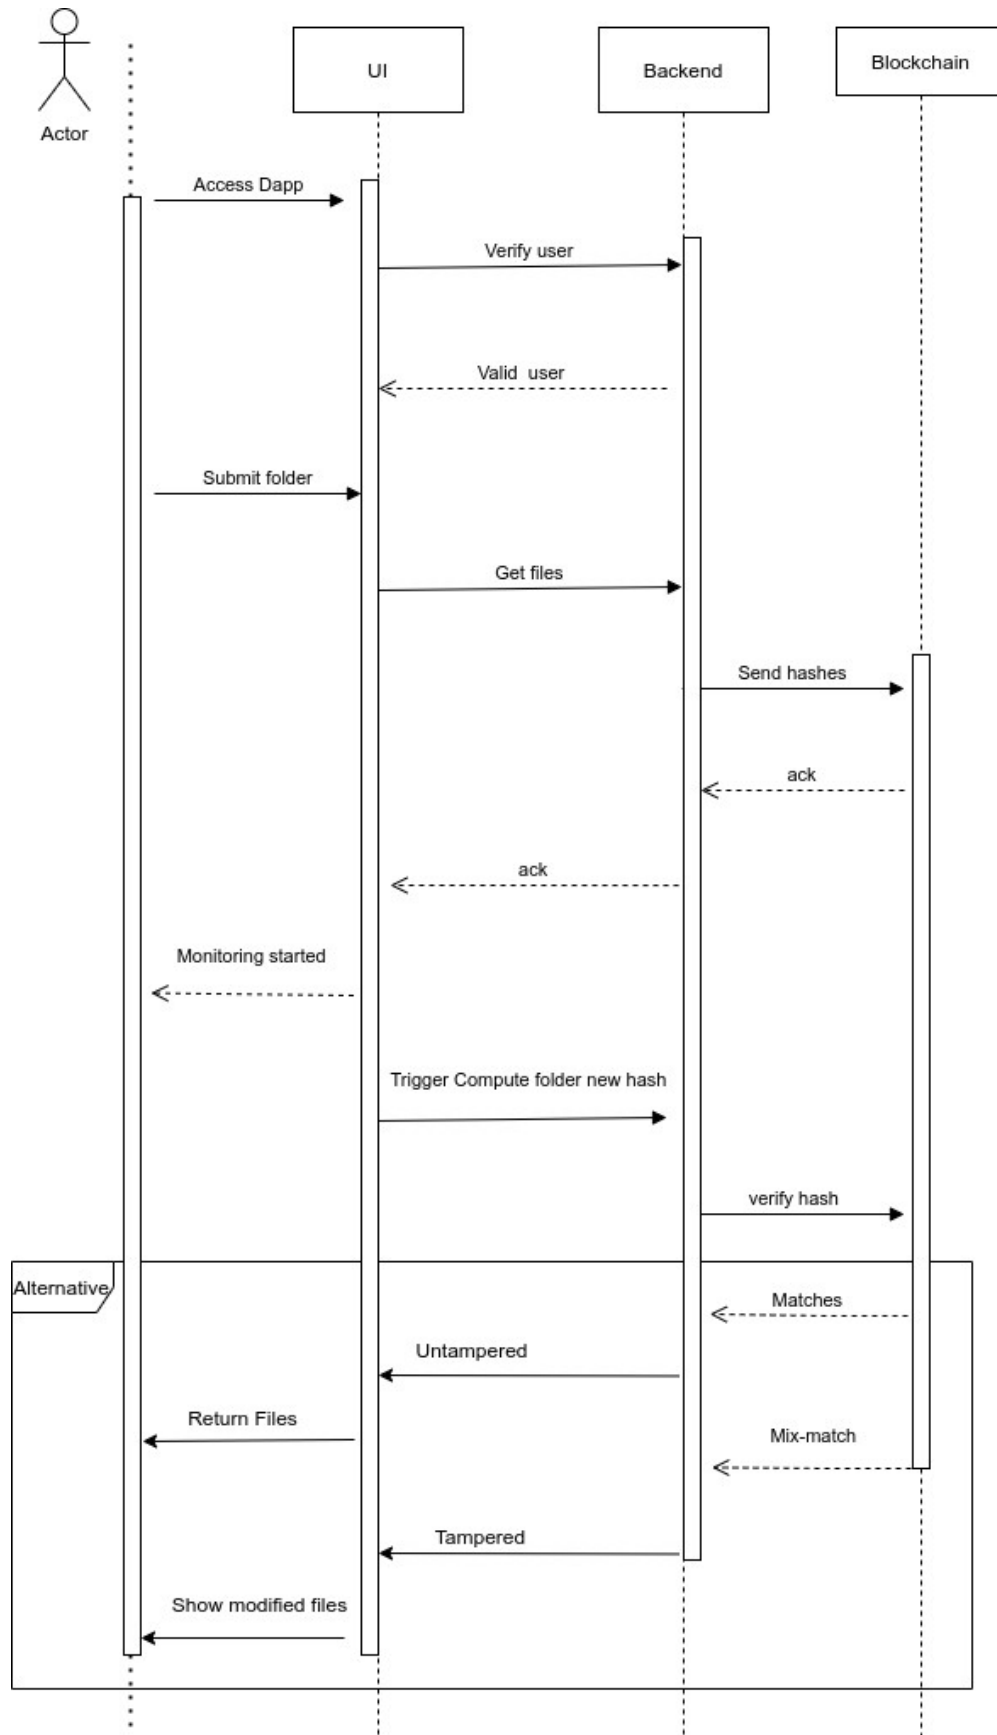 Actor
UI
Backend
Blockchain
Access Dapp
Verify user
Valid  user
Submit folder
Get files
Send hashes
ack
ack
Monitoring started
Trigger Compute folder new hash
verify hash
Alternative
Matches
Untampered
Return Files
Mix-match
Tampered
Show modified files